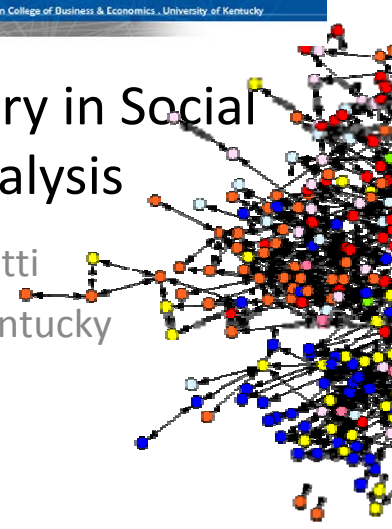 n College of Business & Economics . University of Kentucky
ry in Social
alysis
tti
ntucky